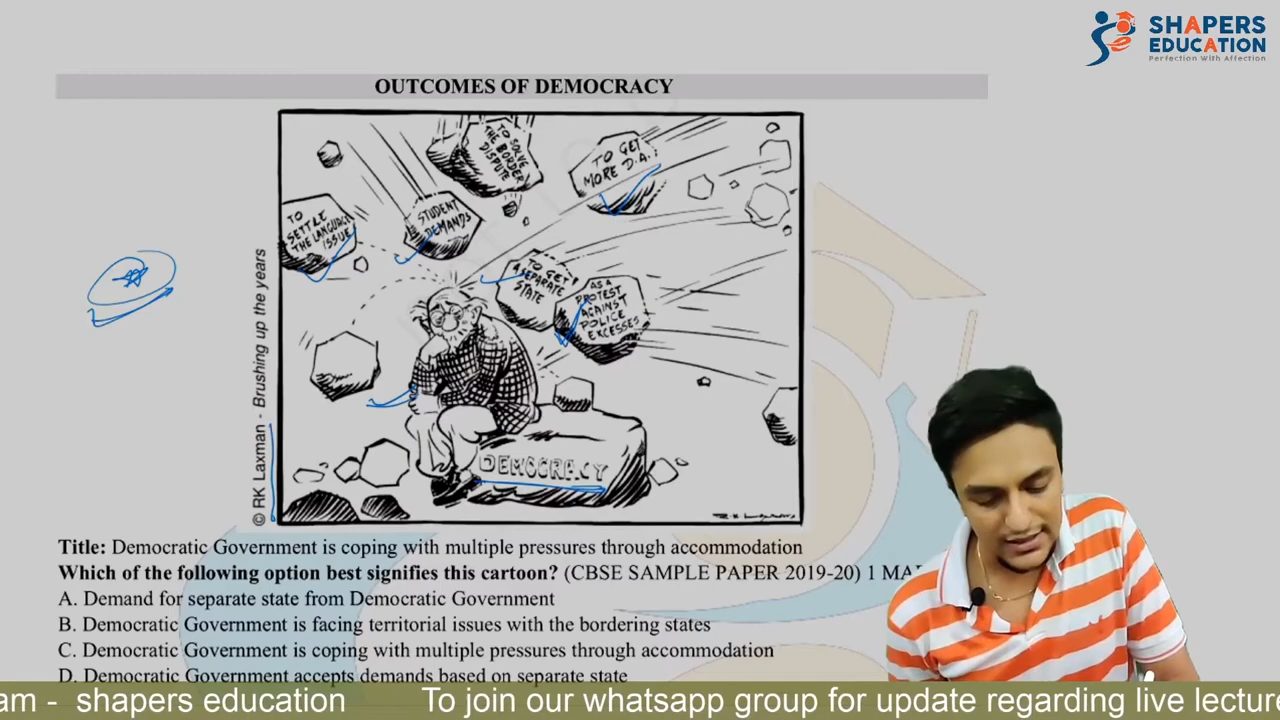 SHAPERS
EDUCATION
Perfection With Affection
OUTCOMES OF DEMOCRACY
TO SOLVE
THE BORDER
DISPUTE
TO GET
MORE D.A.:
TO
SETTLE
THE LANGUAGE
ISSUE
STUDENT
DEMANDS
TO GET
A SEPARATE
STATE
AS A
PROTEST
AGAINST
POLICE
EXCESSES
DEMOCRACY
© RK Laxman - Brushing up the years
Title: Democratic Government is coping with multiple pressures through accommodation
Which of the following option best signifies this cartoon? (CBSE SAMPLE PAPER 2019-20) 1 MA
A. Demand for separate state from Democratic Government
B. Democratic Government is facing territorial issues with the bordering states
C. Democratic Government is coping with multiple pressures through accommodation
D. Democratic Government accepts demands based on separate state
am - shapers education To join our whatsapp group for update regarding live lecture